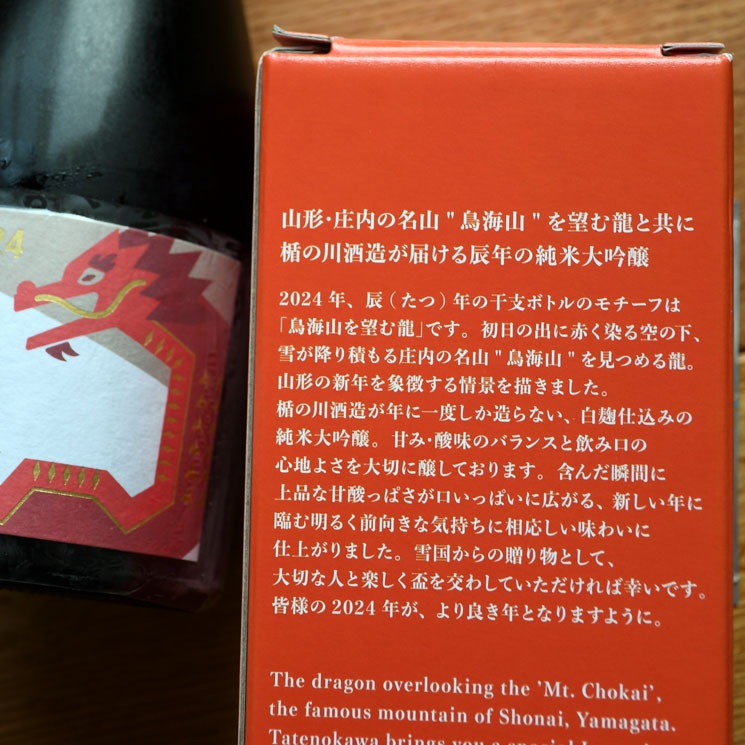 24
山形・庄内の名山"鳥海山"を望む龍と共に
楯の川酒造が届ける辰年の純米大吟醸
2024年、辰（たつ）年の干支ボトルのモチーフは
「鳥海山を望む龍」です。初日の出に赤く染る空の下、
雪が降り積もる庄内の名山"鳥海山"を見つめる龍。
山形の新年を象徴する情景を描きました。
楯の川酒造が年に一度しか造らない、白麹仕込みの
純米大吟醸。甘み・酸味のバランスと飲み口の
心地よさを大切に醸しております。含んだ瞬間に
上品な甘酸っぱさが口いっぱいに広がる、新しい年に
臨む明るく前向きな気持ちに相応しい味わいに
仕上がりました。雪国からの贈り物として、
大切な人と楽しく盃を交わしていただければ幸いです。
皆様の2024年が、より良き年となりますように。
The dragon overlooking the 'Mt. Chokai',
the famous mountain of Shonai, Yamagata.
Tatenokawa brings you a special